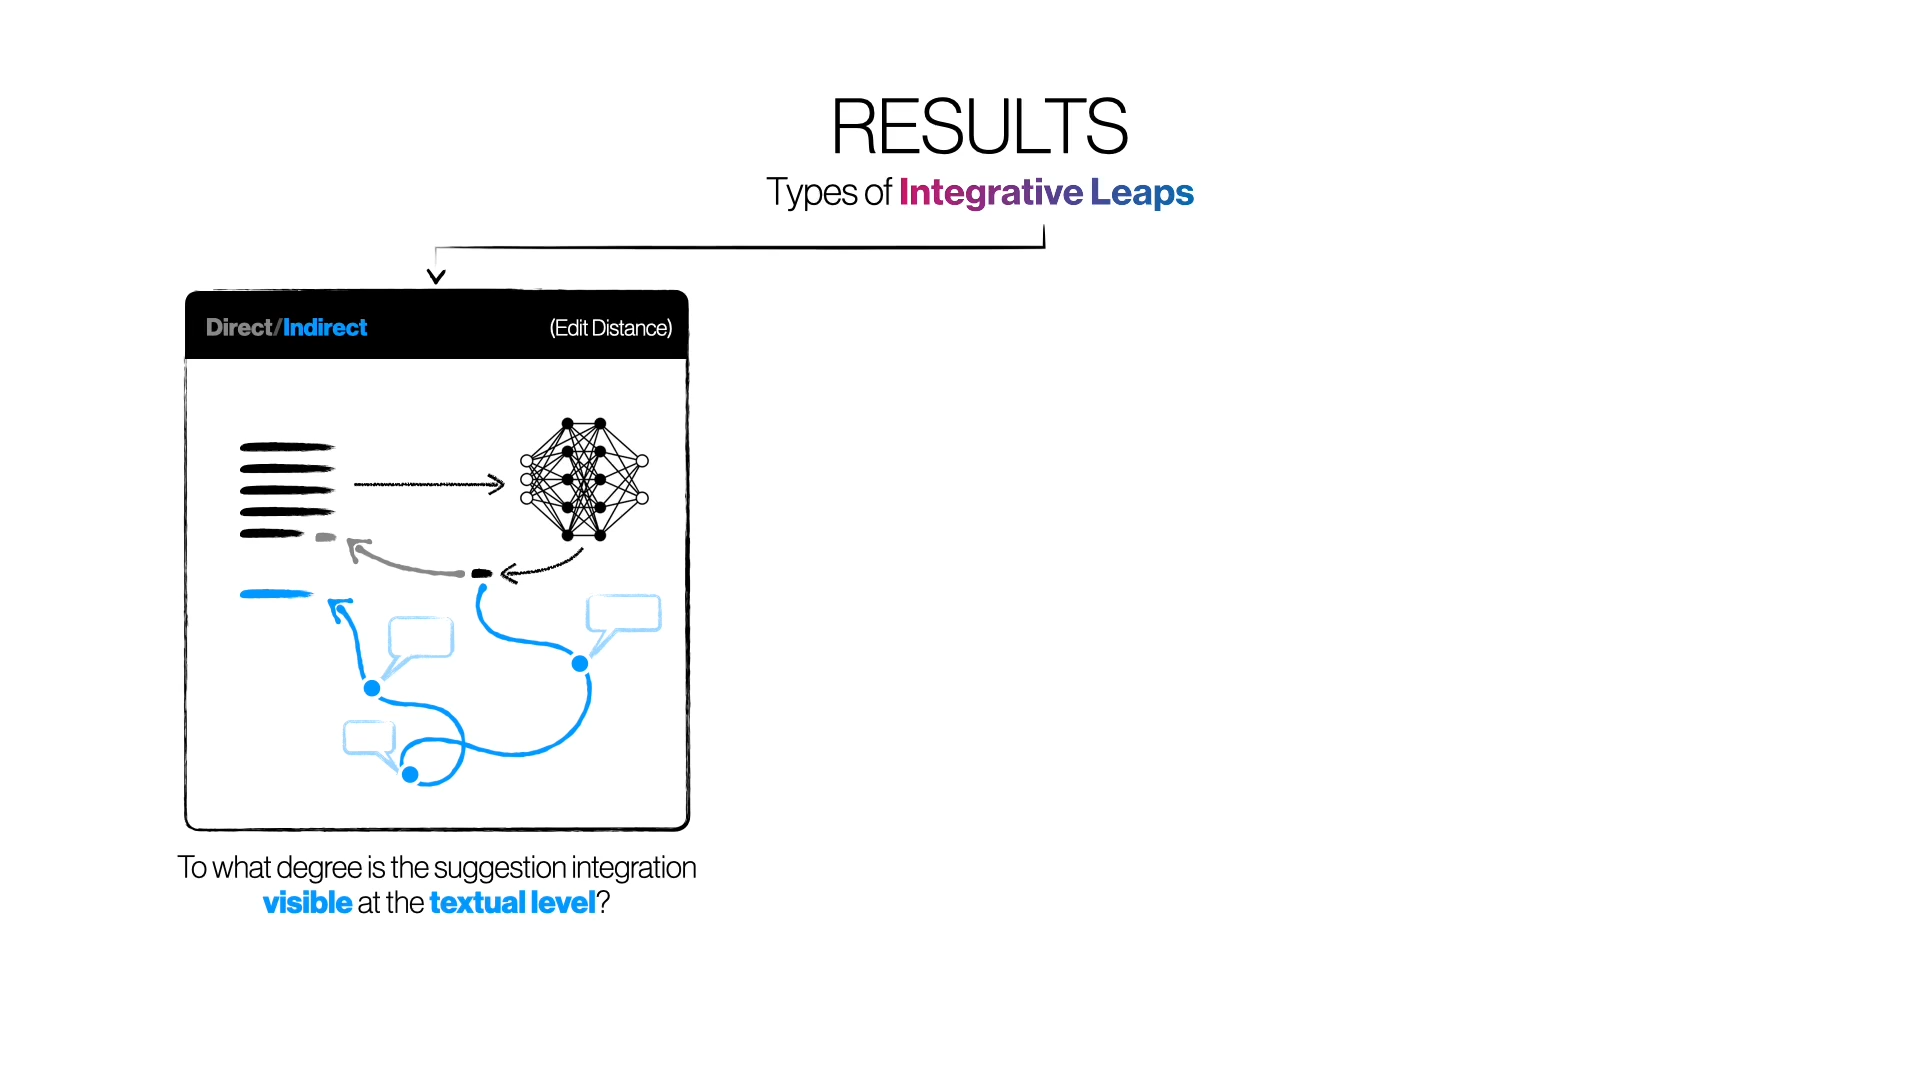 RESULTS
Types of Integrative Leaps
Direct/Indirect (Edit Distance)
To what degree is the suggestion integration
visible at the textual level?